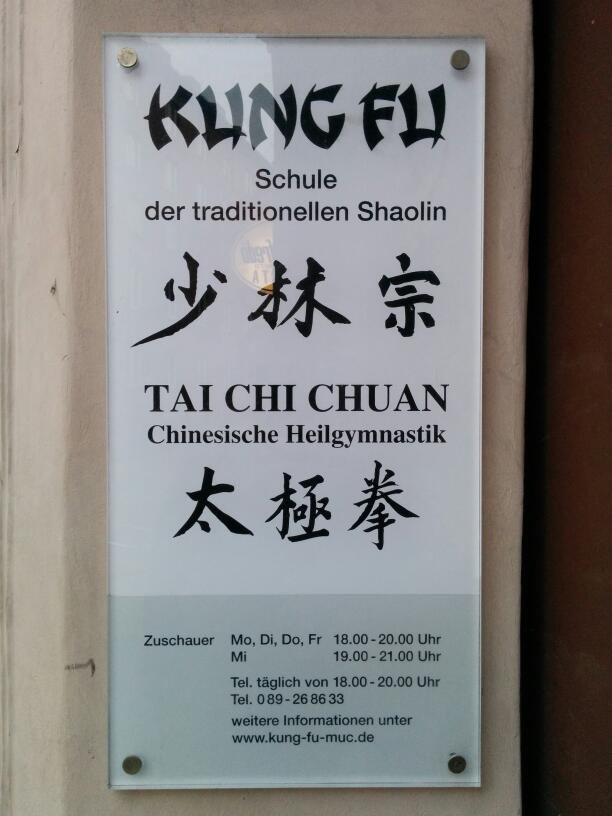 KUNG FU
Schule
der traditionellen Shaolin
少林宗
TAI CHI CHUAN
Chinesische Heilgymnastik
太極拳
Zuschauer Mo, Di, Do, Fr 18.00 - 20.00 Uhr
Mi 19.00 - 21.00 Uhr
Tel. täglich von 18.00 - 20.00 Uhr
Tel. 0 89 - 26 86 33
weitere Informationen unter
www.kung-fu-muc.de